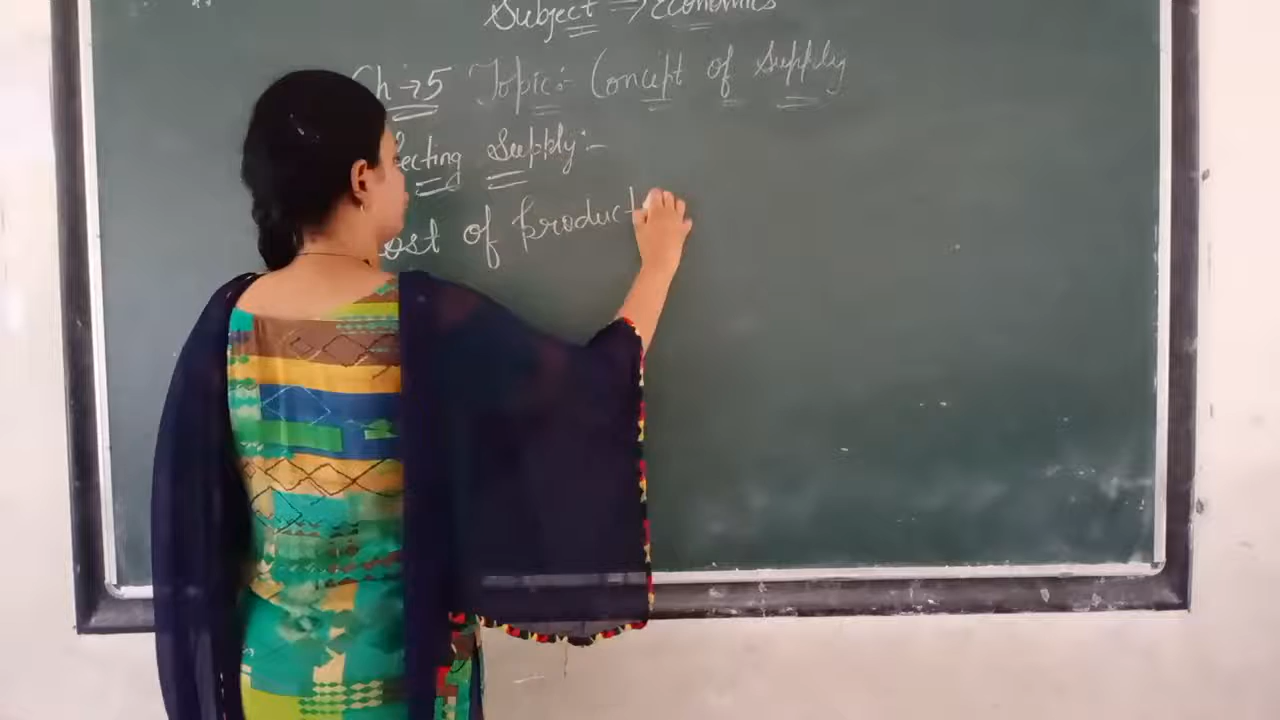 Subject → Economics
Ch → 5 Topic:- Concept of Supply
ecting Supply:-
ost of product